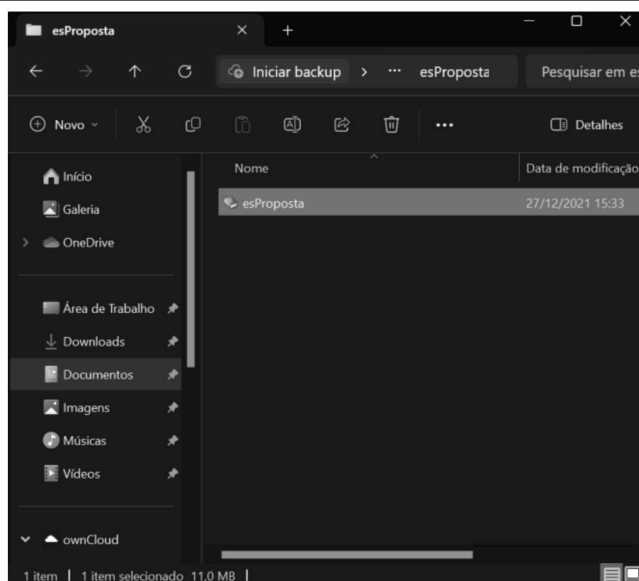 esProposta
Iniciar backup > ... esProposta Pesquisar em es
Novo Detalhes
Nome Data de modificação
esProposta 27/12/2021 15:33
Início
Galeria
OneDrive
Área de Trabalho
Downloads
Documentos
Imagens
Músicas
Vídeos
ownCloud
1 item | 1 item selecionado 11,0 MB |